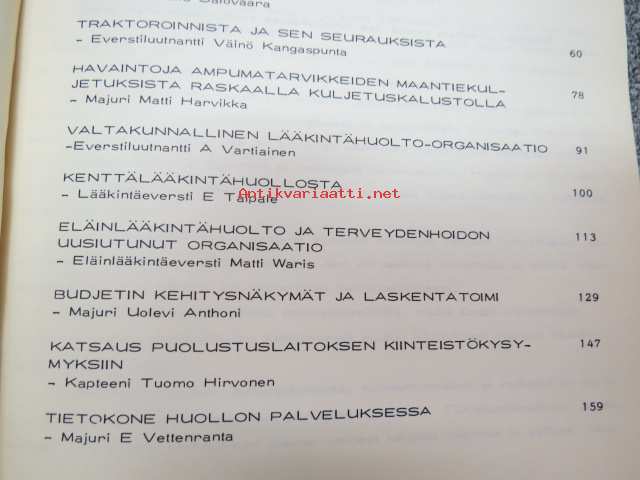 TRAKTOROINNISTA JA SEN SEURAUKSISTA
- Everstiluutnantti Väinö Kangaspunta 60
HAVAINTOJA AMPUMATARVIKKEIDEN MAANTIEKUL-
JETUKSISTA RASKAALLA KULJETUSKALUSTOLLA 78
- Majuri Matti Harvikka
VALTAKUNNALLINEN LÄÄKINTÄHUOLTO-ORGANISAATIO 91
-Everstiluutnantti A Vartiainen
KENTTÄLÄÄKINTÄHUOLLOSTA 100
- Lääkintäeversti E Taipale
Antikvariaatti.net
ELÄINLÄÄKINTÄHUOLTO JA TERVEYDENHOIDON 113
UUSIUTUNUT ORGANISAATIO
- Eläinlääkintäeversti Matti Waris
BUDJETIN KEHITYSNÄKYMÄT JA LASKENTATOIMI 129
- Majuri Uolevi Anthoni
KATSAUS PUOLUSTUSLAITOKSEN KIINTEISTÖKYSY- 147
MYKSIIN
- Kapteeni Tuomo Hirvonen
TIETOKONE HUOLLON PALVELUKSESSA 159
- Majuri E Vettenranta